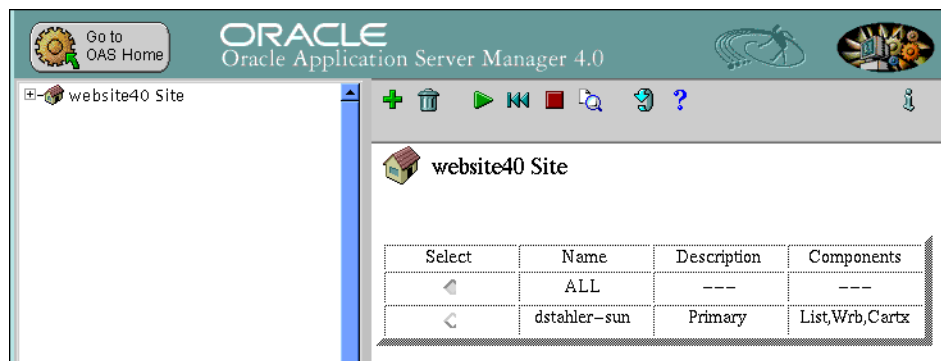 Go to
OAS Home
ORACLE
Oracle Application Server Manager 4.0
website40 Site
?
i
website40 Site
Select Name Description Components
ALL --- ---
dstahler-sun Primary List,Wrb,Cartx